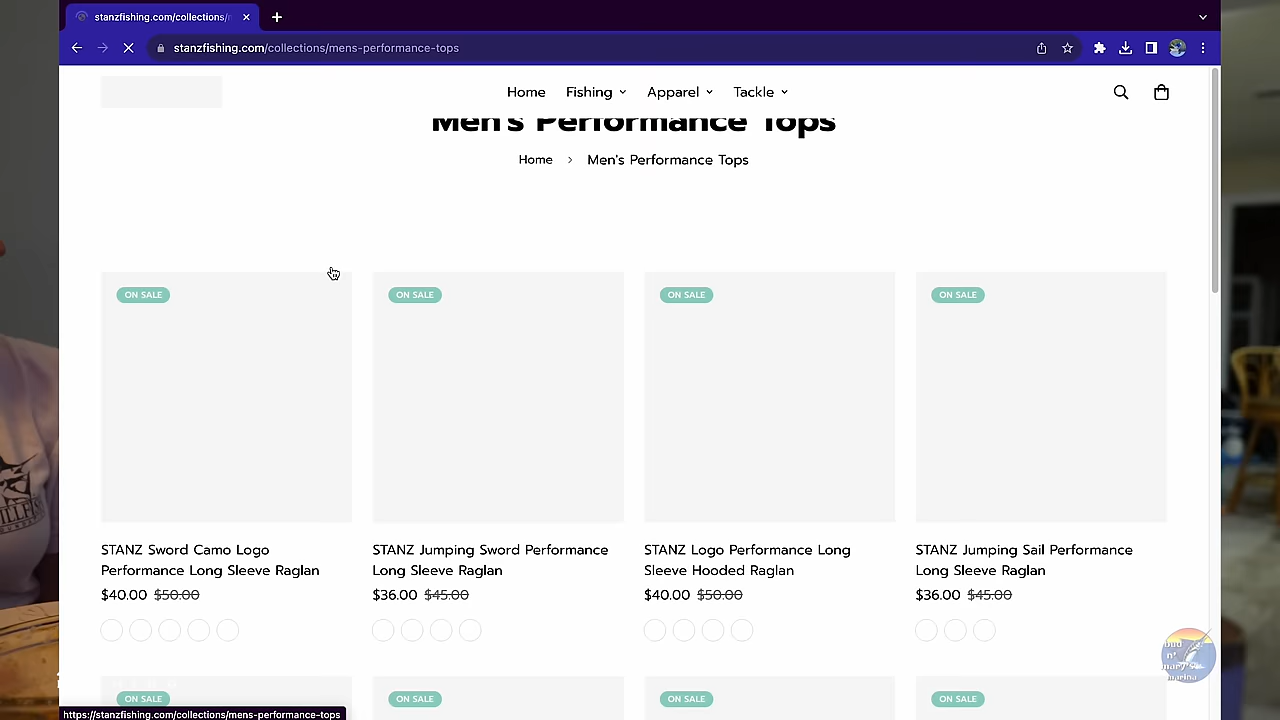 stanzfishing.com/collections/
stanzfishing.com/collections/mens-performance-tops
Home Fishing Apparel Tackle
Men's Performance Tops
Home > Men's Performance Tops
ON SALE ON SALE ON SALE ON SALE
STANZ Sword Camo Logo
Performance Long Sleeve Raglan
$40.00 $50.00
STANZ Jumping Sword Performance
Long Sleeve Raglan
$36.00 $45.00
STANZ Logo Performance Long
Sleeve Hooded Raglan
$40.00 $50.00
STANZ Jumping Sail Performance
Long Sleeve Raglan
$36.00 $45.00
ON SALE ON SALE ON SALE ON SALE
https://stanzfishing.com/collections/mens-performance-tops
bud
n'
mary's
marina